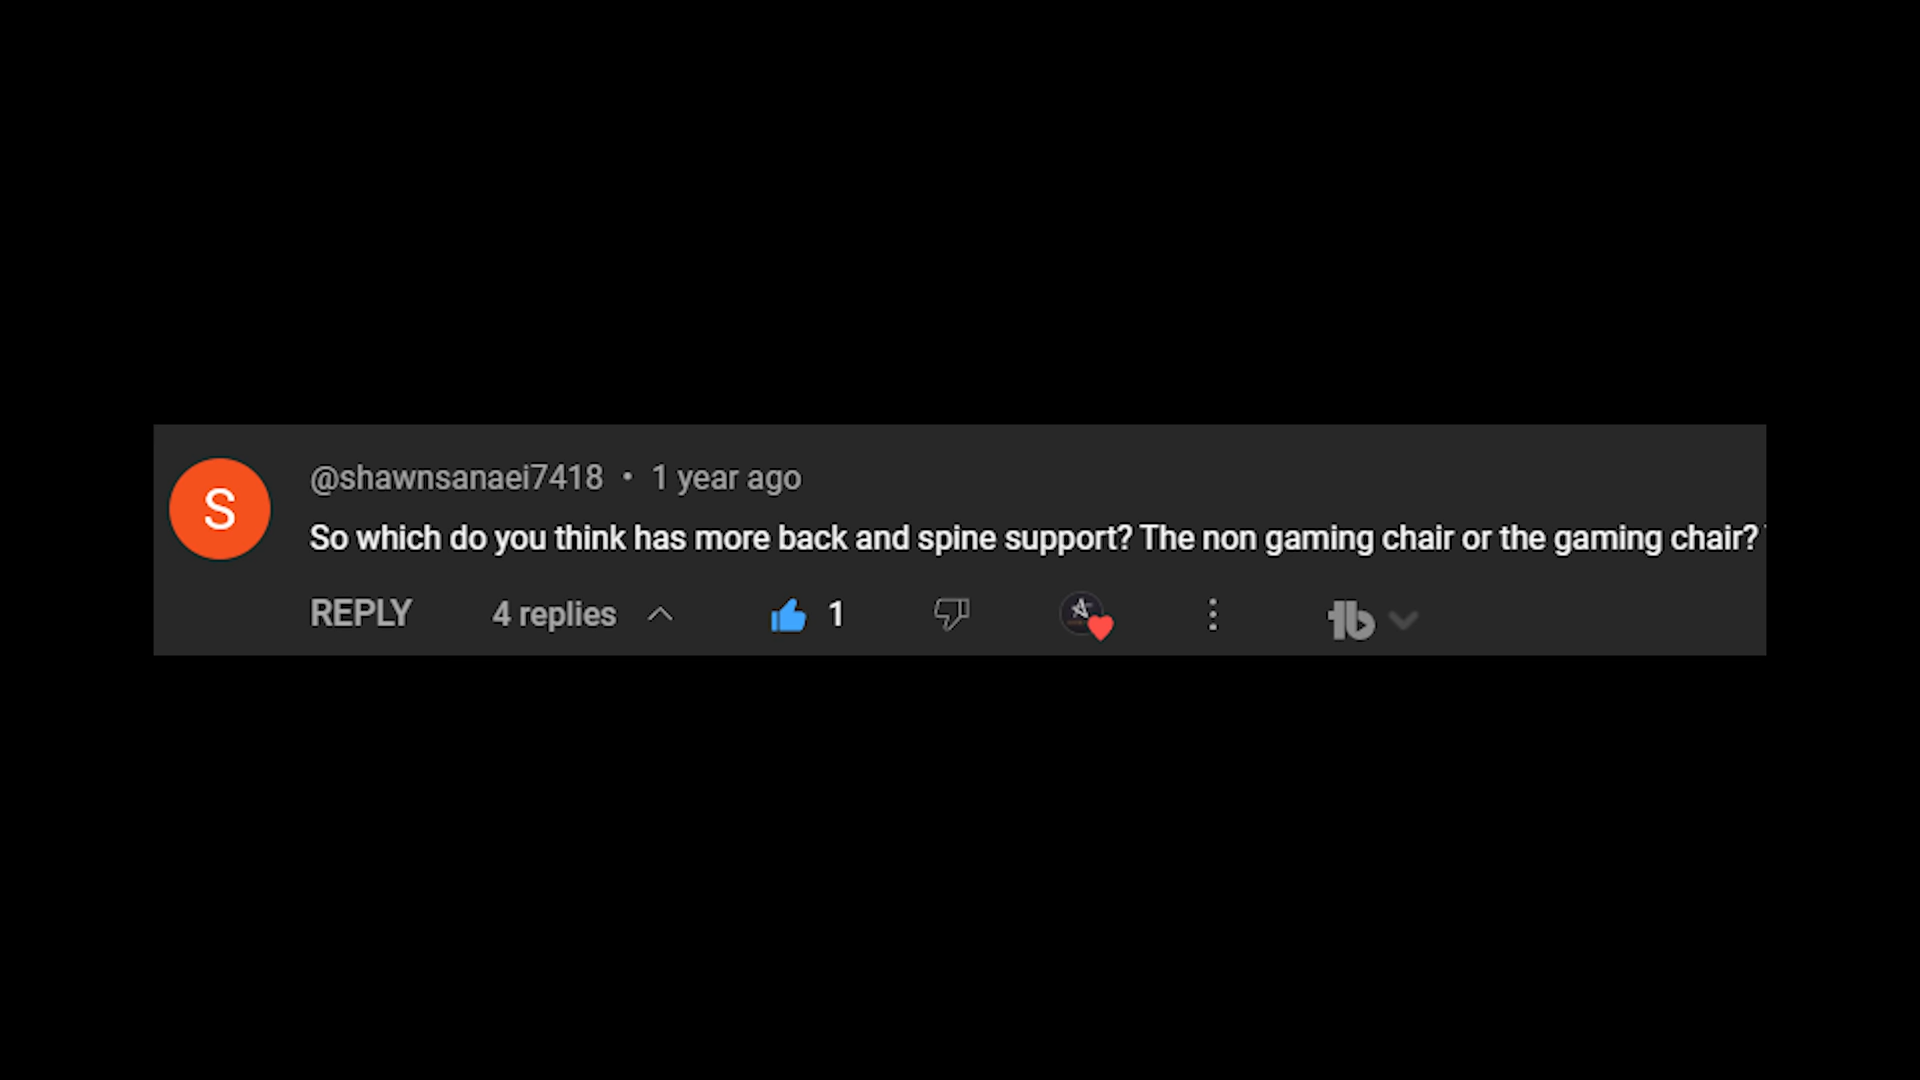 S
@shawnsanaei7418 • 1 year ago
So which do you think has more back and spine support? The non gaming chair or the gaming chair?
REPLY 4 replies 1 tb